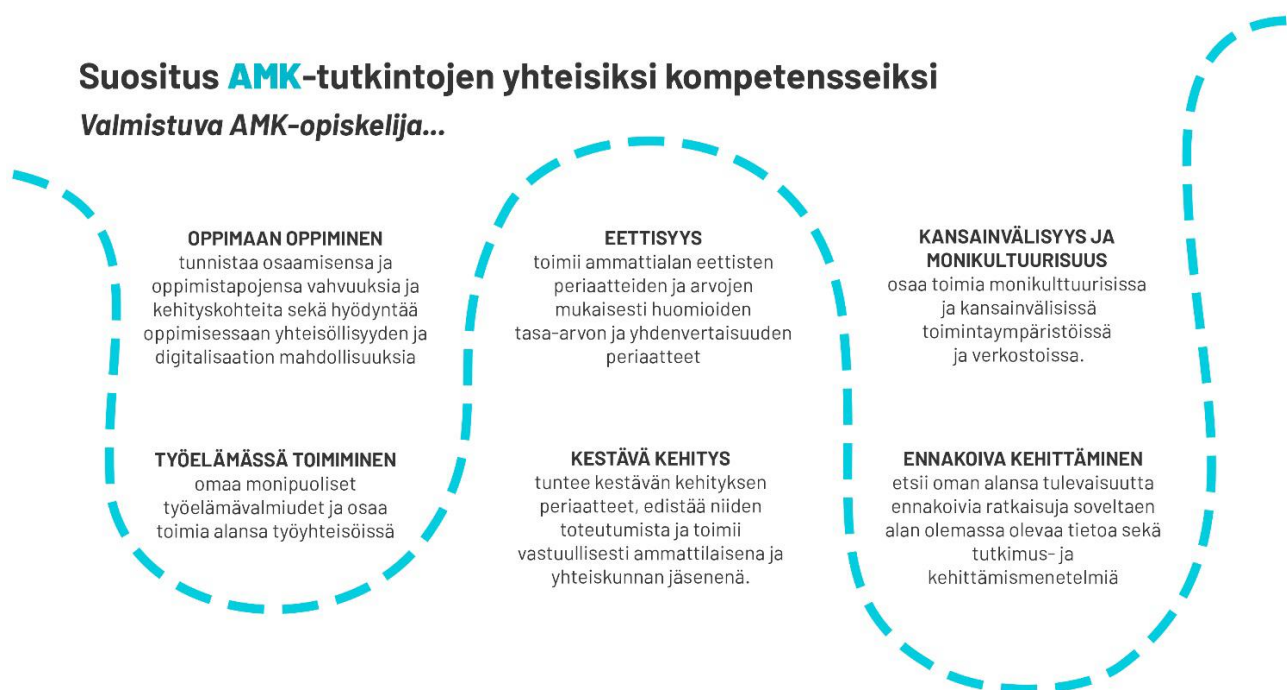 Suositus AMK-tutkintojen yhteisiksi kompetensseiksi
Valmistuva AMK-opiskelija...
OPPIMAAN OPPIMINEN
tunnistaa osaamisensa ja
oppimistapojensa vahvuuksia ja
kehityskohteita sekä hyödyntää
oppimisessaan yhteisöllisyyden ja
digitalisaation mahdollisuuksia
TYÖELÄMÄSSÄ TOIMIMINEN
omaa monipuoliset
työelämävalmiudet ja osaa
toimia alansa työyhteisöissä
EETTISYYS
toimii ammattialan eettisten
periaatteiden ja arvojen
mukaisesti huomioiden
tasa-arvon ja yhdenvertaisuuden
periaatteet
KESTÄVÄ KEHITYS
tuntee kestävän kehityksen
periaatteet, edistää niiden
toteutumista ja toimii
vastuullisesti ammattilaisena ja
yhteiskunnan jäsenenä.
KANSAINVÄLISYYS JA
MONIKULTUURISUUS
osaa toimia monikulttuurisissa
ja kansainvälisissä
toimintaympäristöissä
ja verkostoissa.
ENNAKOIVA KEHITTÄMINEN
etsii oman alansa tulevaisuutta
ennakoivia ratkaisuja soveltaen
alan olemassa olevaa tietoa sekä
tutkimus- ja
kehittämismenetelmiä